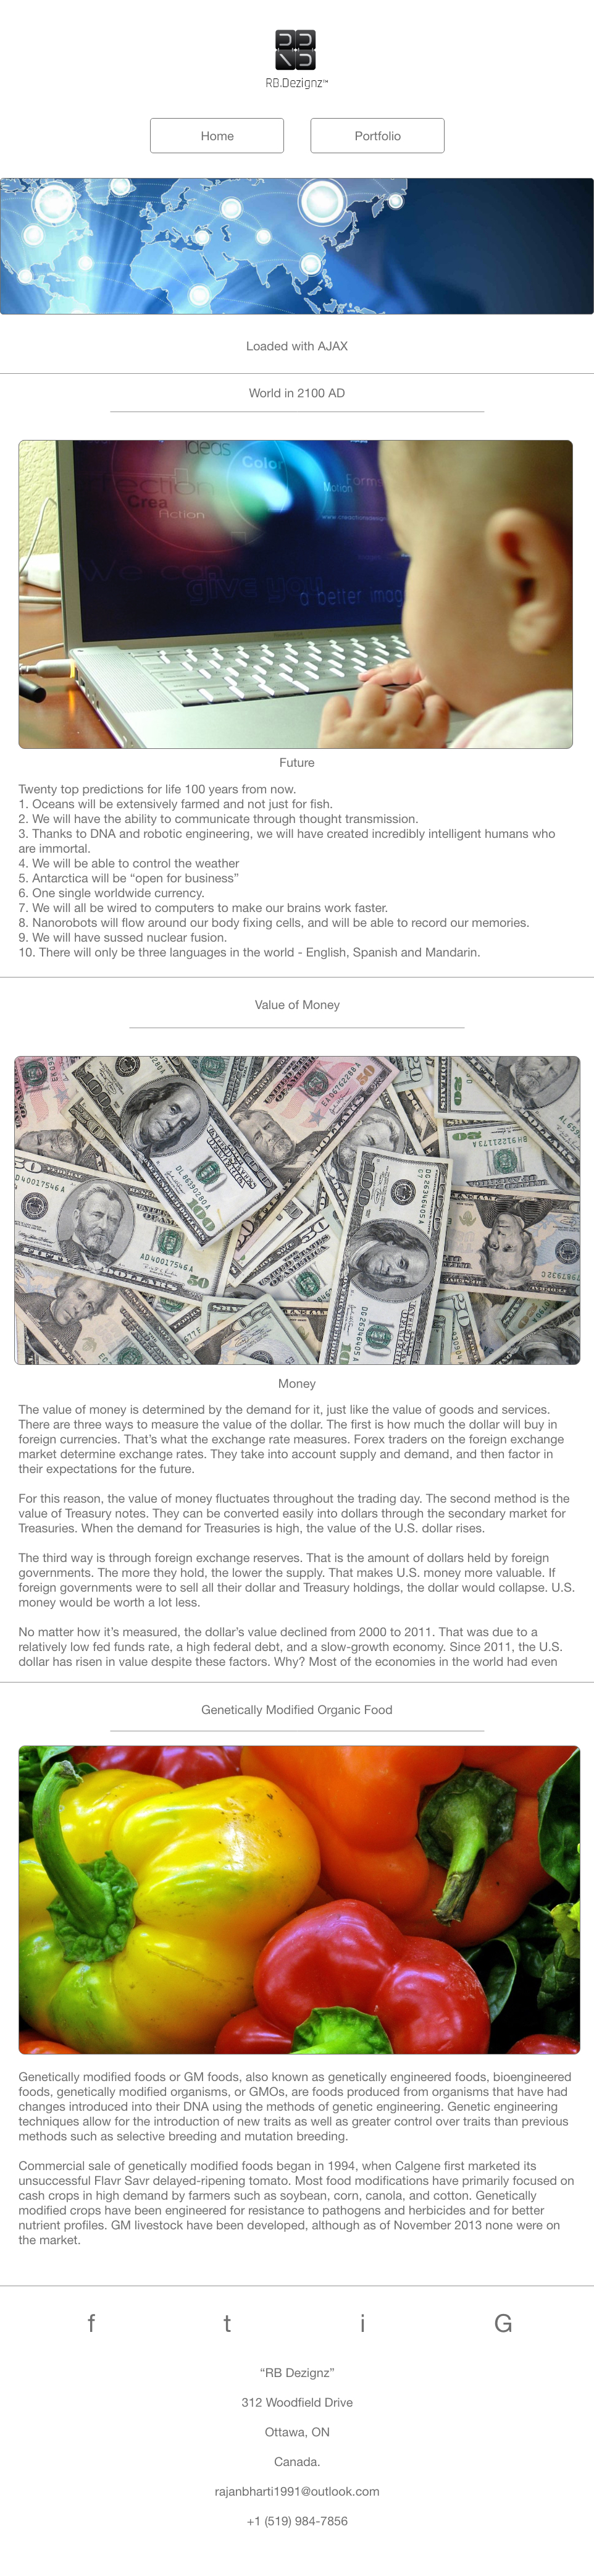 RB.Dezignz™
Home
Portfolio
Loaded with AJAX
World in 2100 AD
ideas
Color
Motion
Forms
Crea
Action
We can
give you
a better imag
Future
Twenty top predictions for life 100 years from now.
1. Oceans will be extensively farmed and not just for fish.
2. We will have the ability to communicate through thought transmission.
3. Thanks to DNA and robotic engineering, we will have created incredibly intelligent humans who
are immortal.
4. We will be able to control the weather
5. Antarctica will be “open for business”
6. One single worldwide currency.
7. We will all be wired to computers to make our brains work faster.
8. Nanorobots will flow around our body fixing cells, and will be able to record our memories.
9. We will have sussed nuclear fusion.
10. There will only be three languages in the world - English, Spanish and Mandarin.
Value of Money
Money
The value of money is determined by the demand for it, just like the value of goods and services.
There are three ways to measure the value of the dollar. The first is how much the dollar will buy in
foreign currencies. That’s what the exchange rate measures. Forex traders on the foreign exchange
market determine exchange rates. They take into account supply and demand, and then factor in
their expectations for the future.
For this reason, the value of money fluctuates throughout the trading day. The second method is the
value of Treasury notes. They can be converted easily into dollars through the secondary market for
Treasuries. When the demand for Treasuries is high, the value of the U.S. dollar rises.
The third way is through foreign exchange reserves. That is the amount of dollars held by foreign
governments. The more they hold, the lower the supply. That makes U.S. money more valuable. If
foreign governments were to sell all their dollar and Treasury holdings, the dollar would collapse. U.S.
money would be worth a lot less.
No matter how it’s measured, the dollar’s value declined from 2000 to 2011. That was due to a
relatively low fed funds rate, a high federal debt, and a slow-growth economy. Since 2011, the U.S.
dollar has risen in value despite these factors. Why? Most of the economies in the world had even
Genetically Modified Organic Food
Genetically modified foods or GM foods, also known as genetically engineered foods, bioengineered
foods, genetically modified organisms, or GMOs, are foods produced from organisms that have had
changes introduced into their DNA using the methods of genetic engineering. Genetic engineering
techniques allow for the introduction of new traits as well as greater control over traits than previous
methods such as selective breeding and mutation breeding.
Commercial sale of genetically modified foods began in 1994, when Calgene first marketed its
unsuccessful Flavr Savr delayed-ripening tomato. Most food modifications have primarily focused on
cash crops in high demand by farmers such as soybean, corn, canola, and cotton. Genetically
modified crops have been engineered for resistance to pathogens and herbicides and for better
nutrient profiles. GM livestock have been developed, although as of November 2013 none were on
the market.
f t i G
“RB Dezignz”
312 Woodfield Drive
Ottawa, ON
Canada.
rajanbharti1991@outlook.com
+1 (519) 984-7856